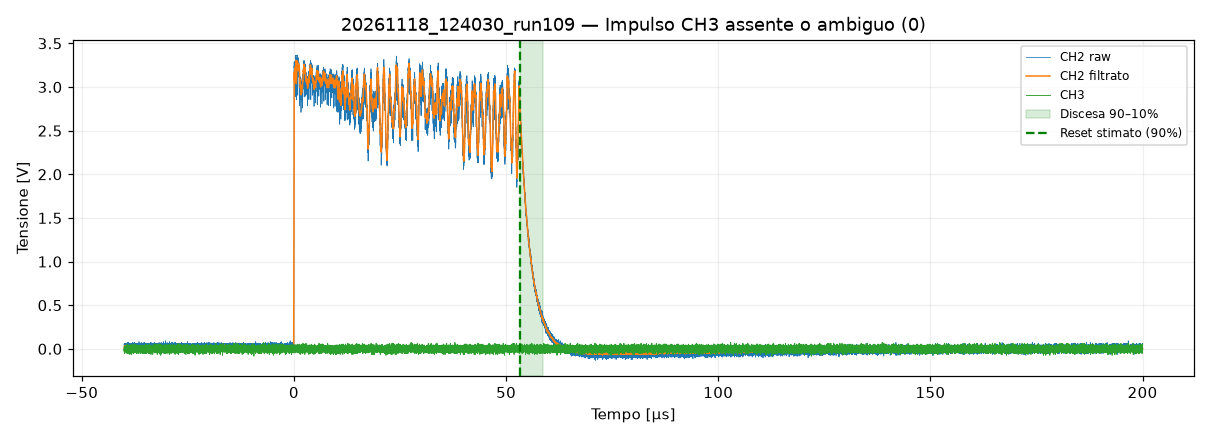 20261118_124030_run109 — Impulso CH3 assente o ambiguo (0)
Tensione [V]
3.5
3.0
2.5
2.0
1.5
1.0
0.5
0.0
CH2 raw
CH2 filtrato
CH3
Discesa 90–10%
Reset stimato (90%)
−50
0
50
100
150
200
Tempo [µs]